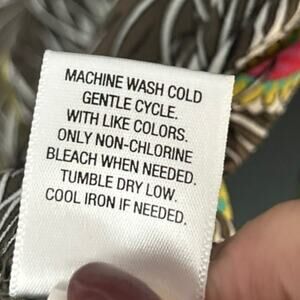 MACHINE WASH COLD
GENTLE CYCLE.
WITH LIKE COLORS.
ONLY NON-CHLORINE
BLEACH WHEN NEEDED.
TUMBLE DRY LOW.
COOL IRON IF NEEDED.